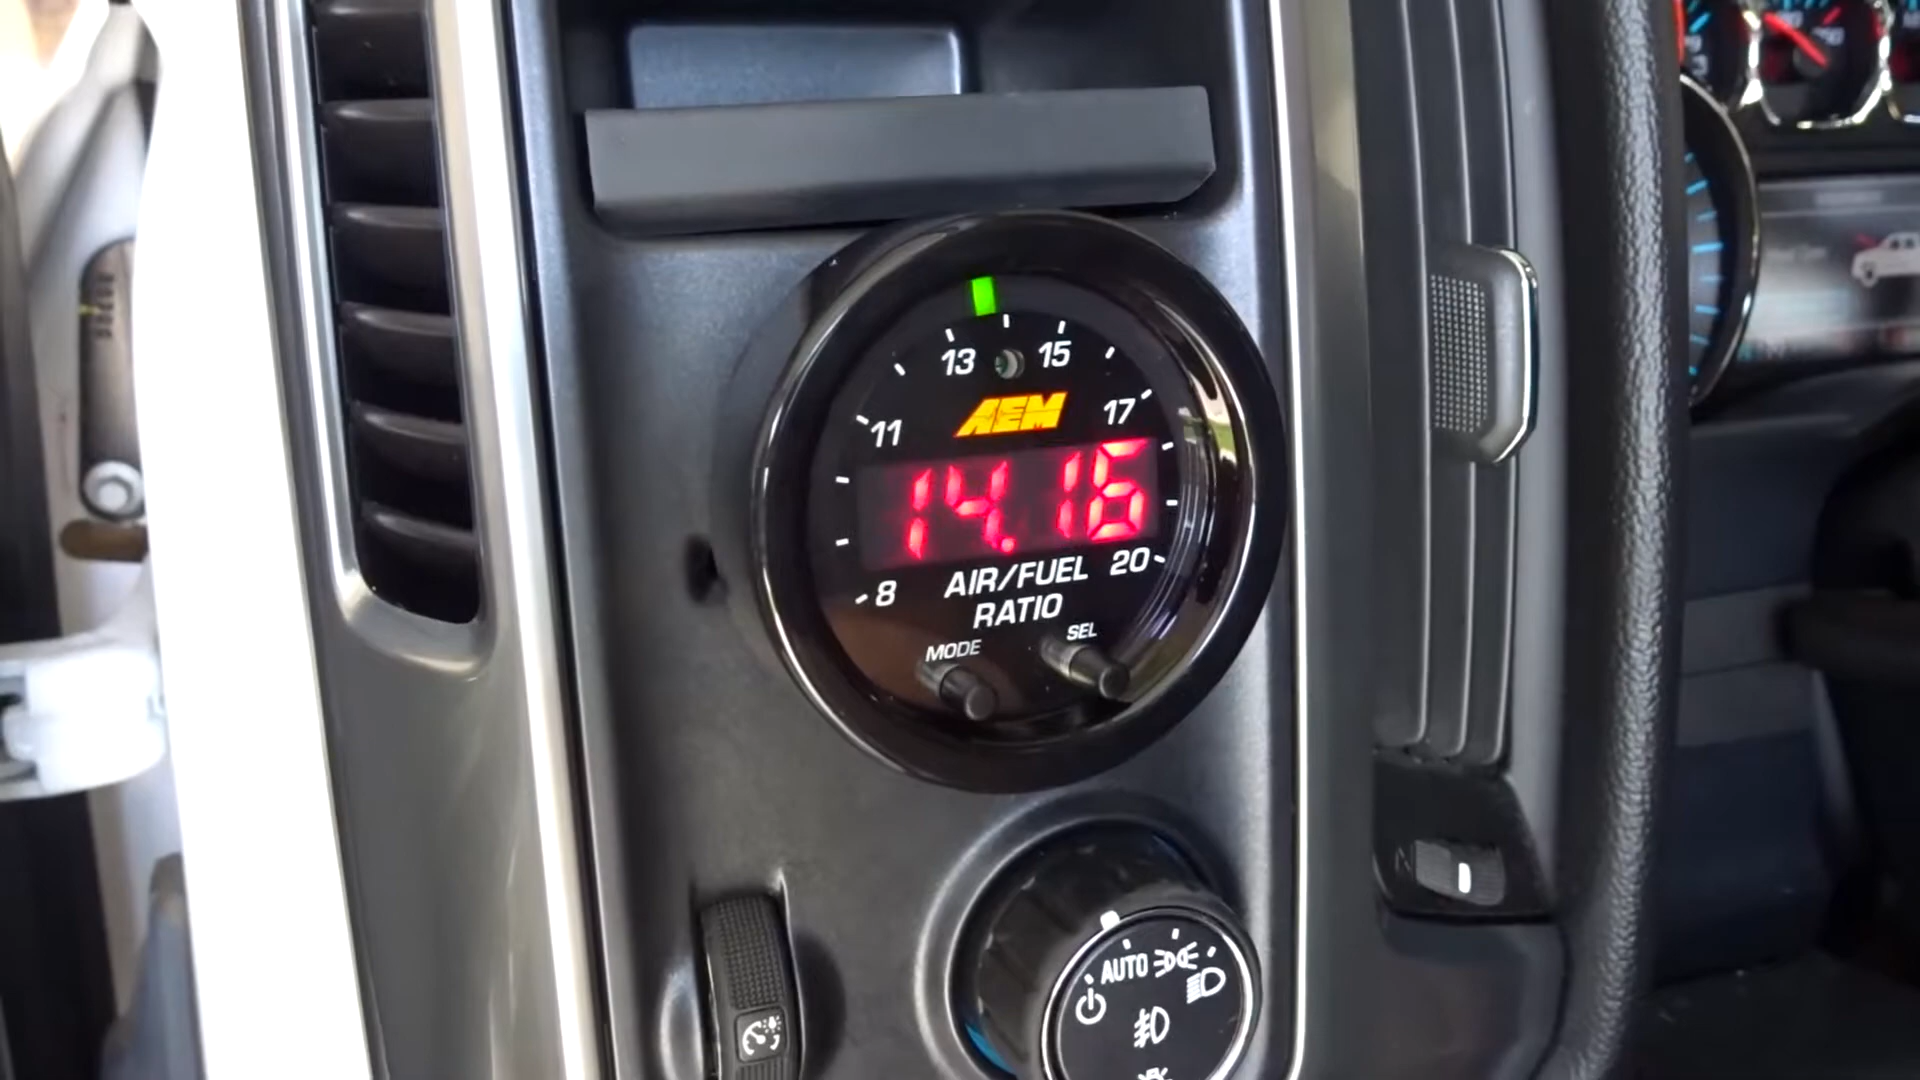 13 15
AEM
11 17
14.16
8 AIR/FUEL 20
RATIO
MODE SEL
AUTO